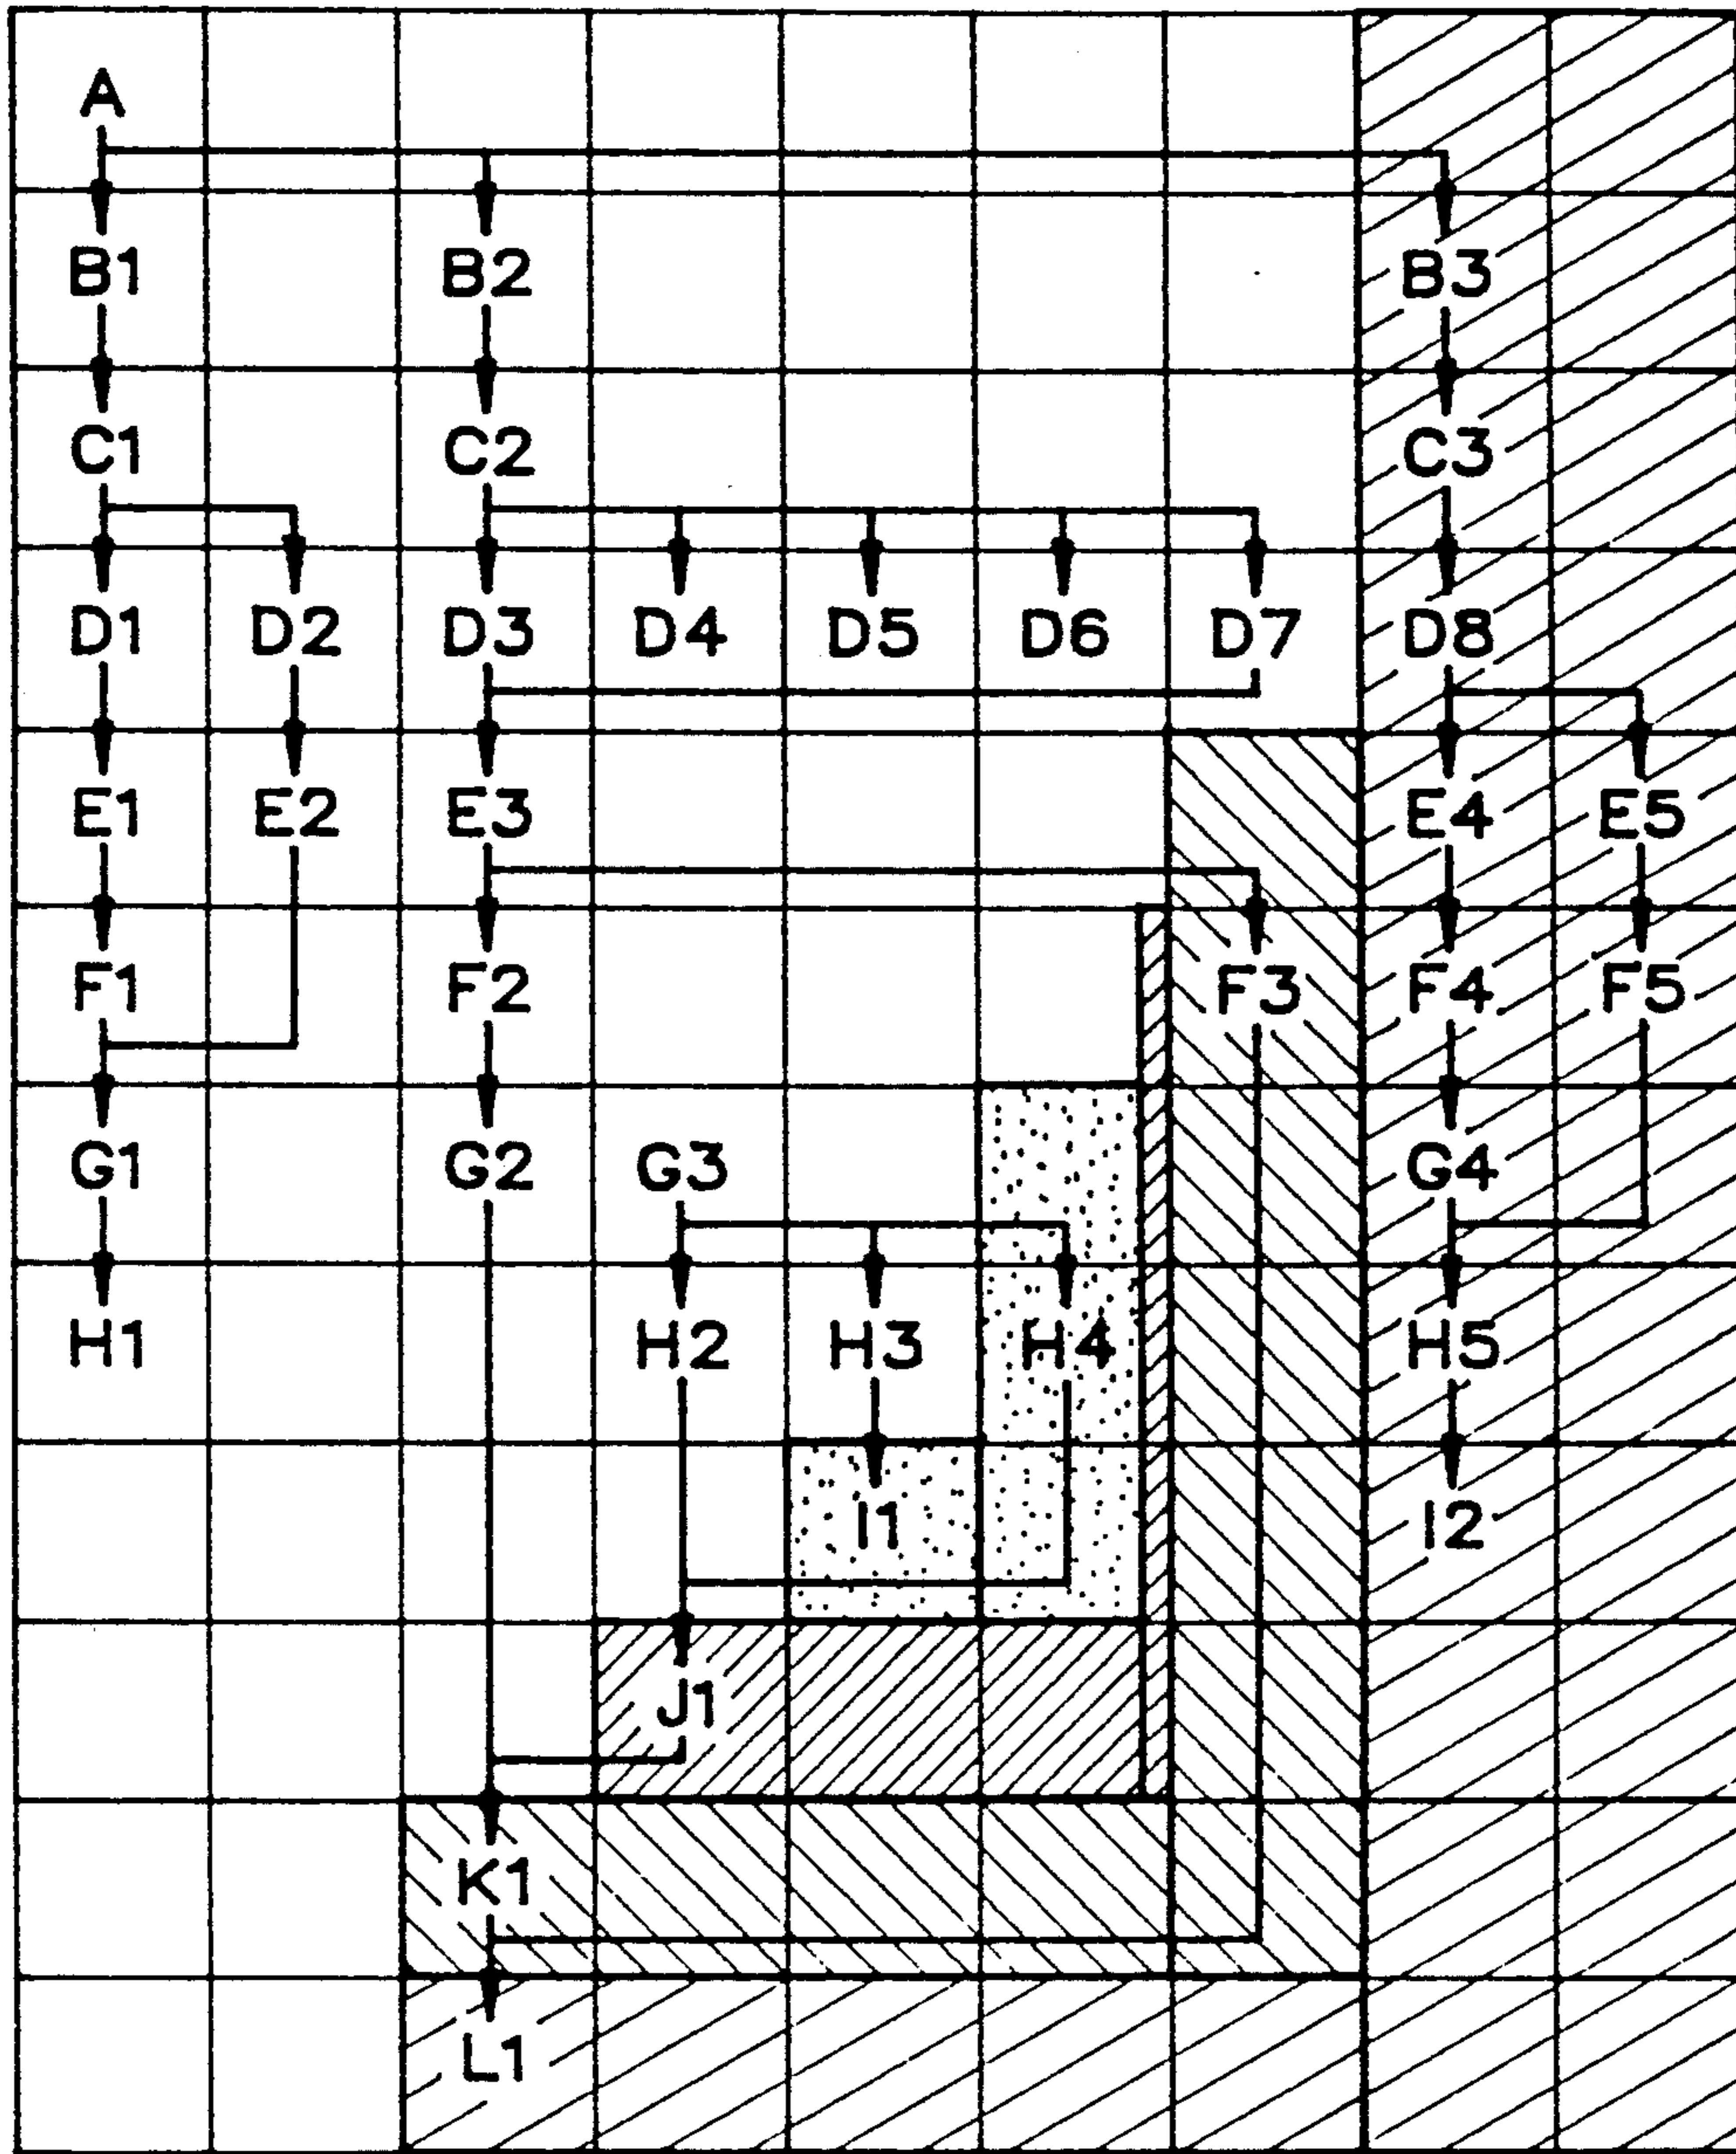 A
B1 B2 B3
C1 C2 C3
D1 D2 D3 D4 D5 D6 D7 D8
E1 E2 E3 E4 E5
F1 F2 F3 F4 F5
G1 G2 G3 G4
H1 H2 H3 H4 H5
I1 I2
J1
K1
L1